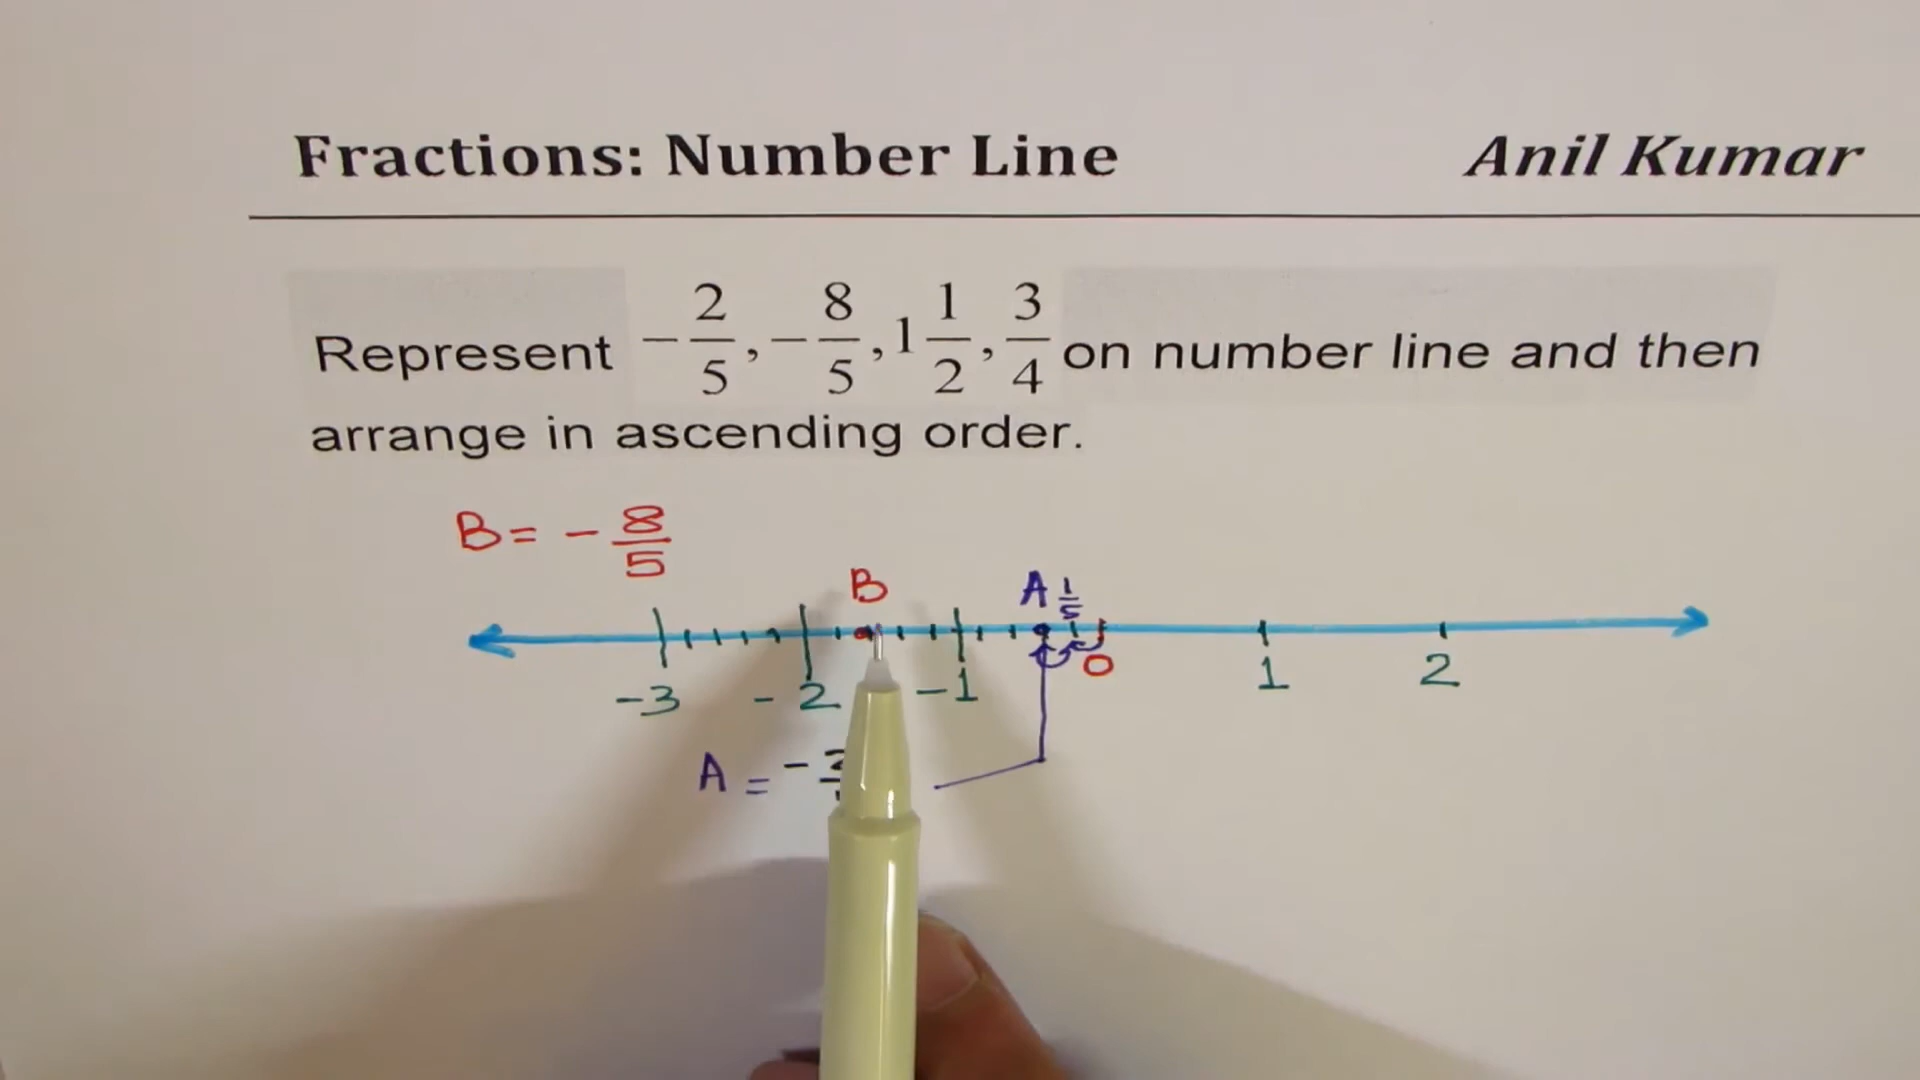 Fractions: Number Line Anil Kumar
Represent -2/5, -8/5, 1 1/2, 3/4 on number line and then
arrange in ascending order.
B = - 8/5
B A 1/5
-3 -2 -1 0 1 2
A = -